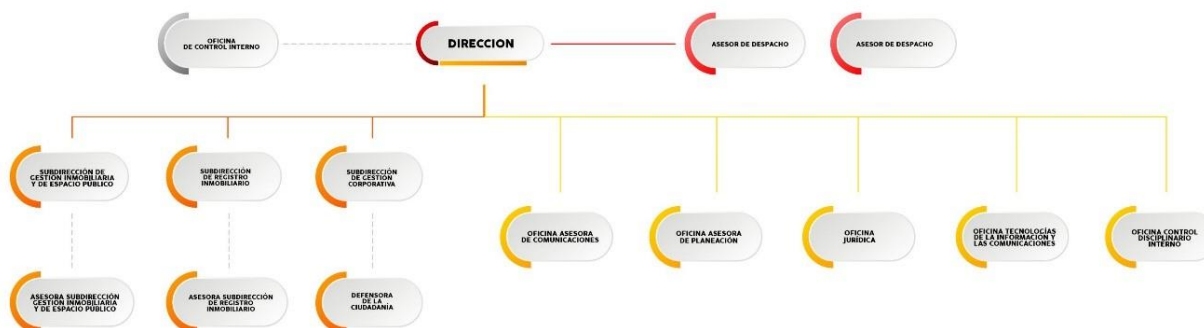 OFICINA
DE CONTROL INTERNO
DIRECCION
ASESOR DE DESPACHO
ASESOR DE DESPACHO
SUBDIRECCIÓN DE
GESTIÓN INMOBILIARIA
Y DE ESPACIO PÚBLICO
SUBDIRECCIÓN
DE REGISTRO
INMOBILIARIO
SUBDIRECCIÓN
DE GESTIÓN
CORPORATIVA
OFICINA ASESORA
DE COMUNICACIONES
OFICINA ASESORA
DE PLANEACIÓN
OFICINA
JURÍDICA
OFICINA TECNOLOGÍAS
DE LA INFORMACION Y
LAS COMUNICACIONES
OFICINA CONTROL
DISCIPLINARIO
INTERNO
ASESORA SUBDIRECCIÓN
GESTIÓN INMOBILIARIA
Y DE ESPACIO PÚBLICO
ASESORA SUBDIRECCIÓN
DE REGISTRO
INMOBILIARIO
DEFENSORA
DE LA
CIUDADANÍA